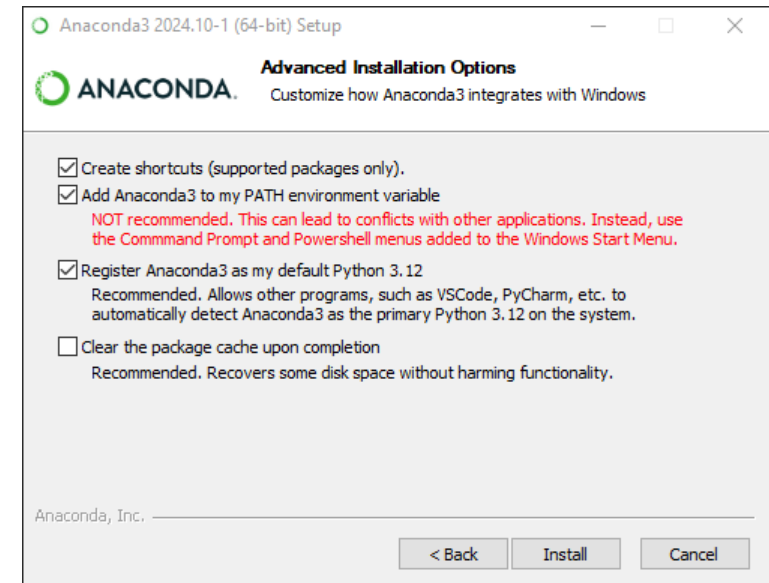 Anaconda3 2024.10-1 (64-bit) Setup
ANACONDA.
Advanced Installation Options
Customize how Anaconda3 integrates with Windows
Create shortcuts (supported packages only).
Add Anaconda3 to my PATH environment variable
NOT recommended. This can lead to conflicts with other applications. Instead, use
the Commmand Prompt and Powershell menus added to the Windows Start Menu.
Register Anaconda3 as my default Python 3.12
Recommended. Allows other programs, such as VSCode, PyCharm, etc. to
automatically detect Anaconda3 as the primary Python 3.12 on the system.
Clear the package cache upon completion
Recommended. Recovers some disk space without harming functionality.
Anaconda, Inc.
< Back
Install
Cancel